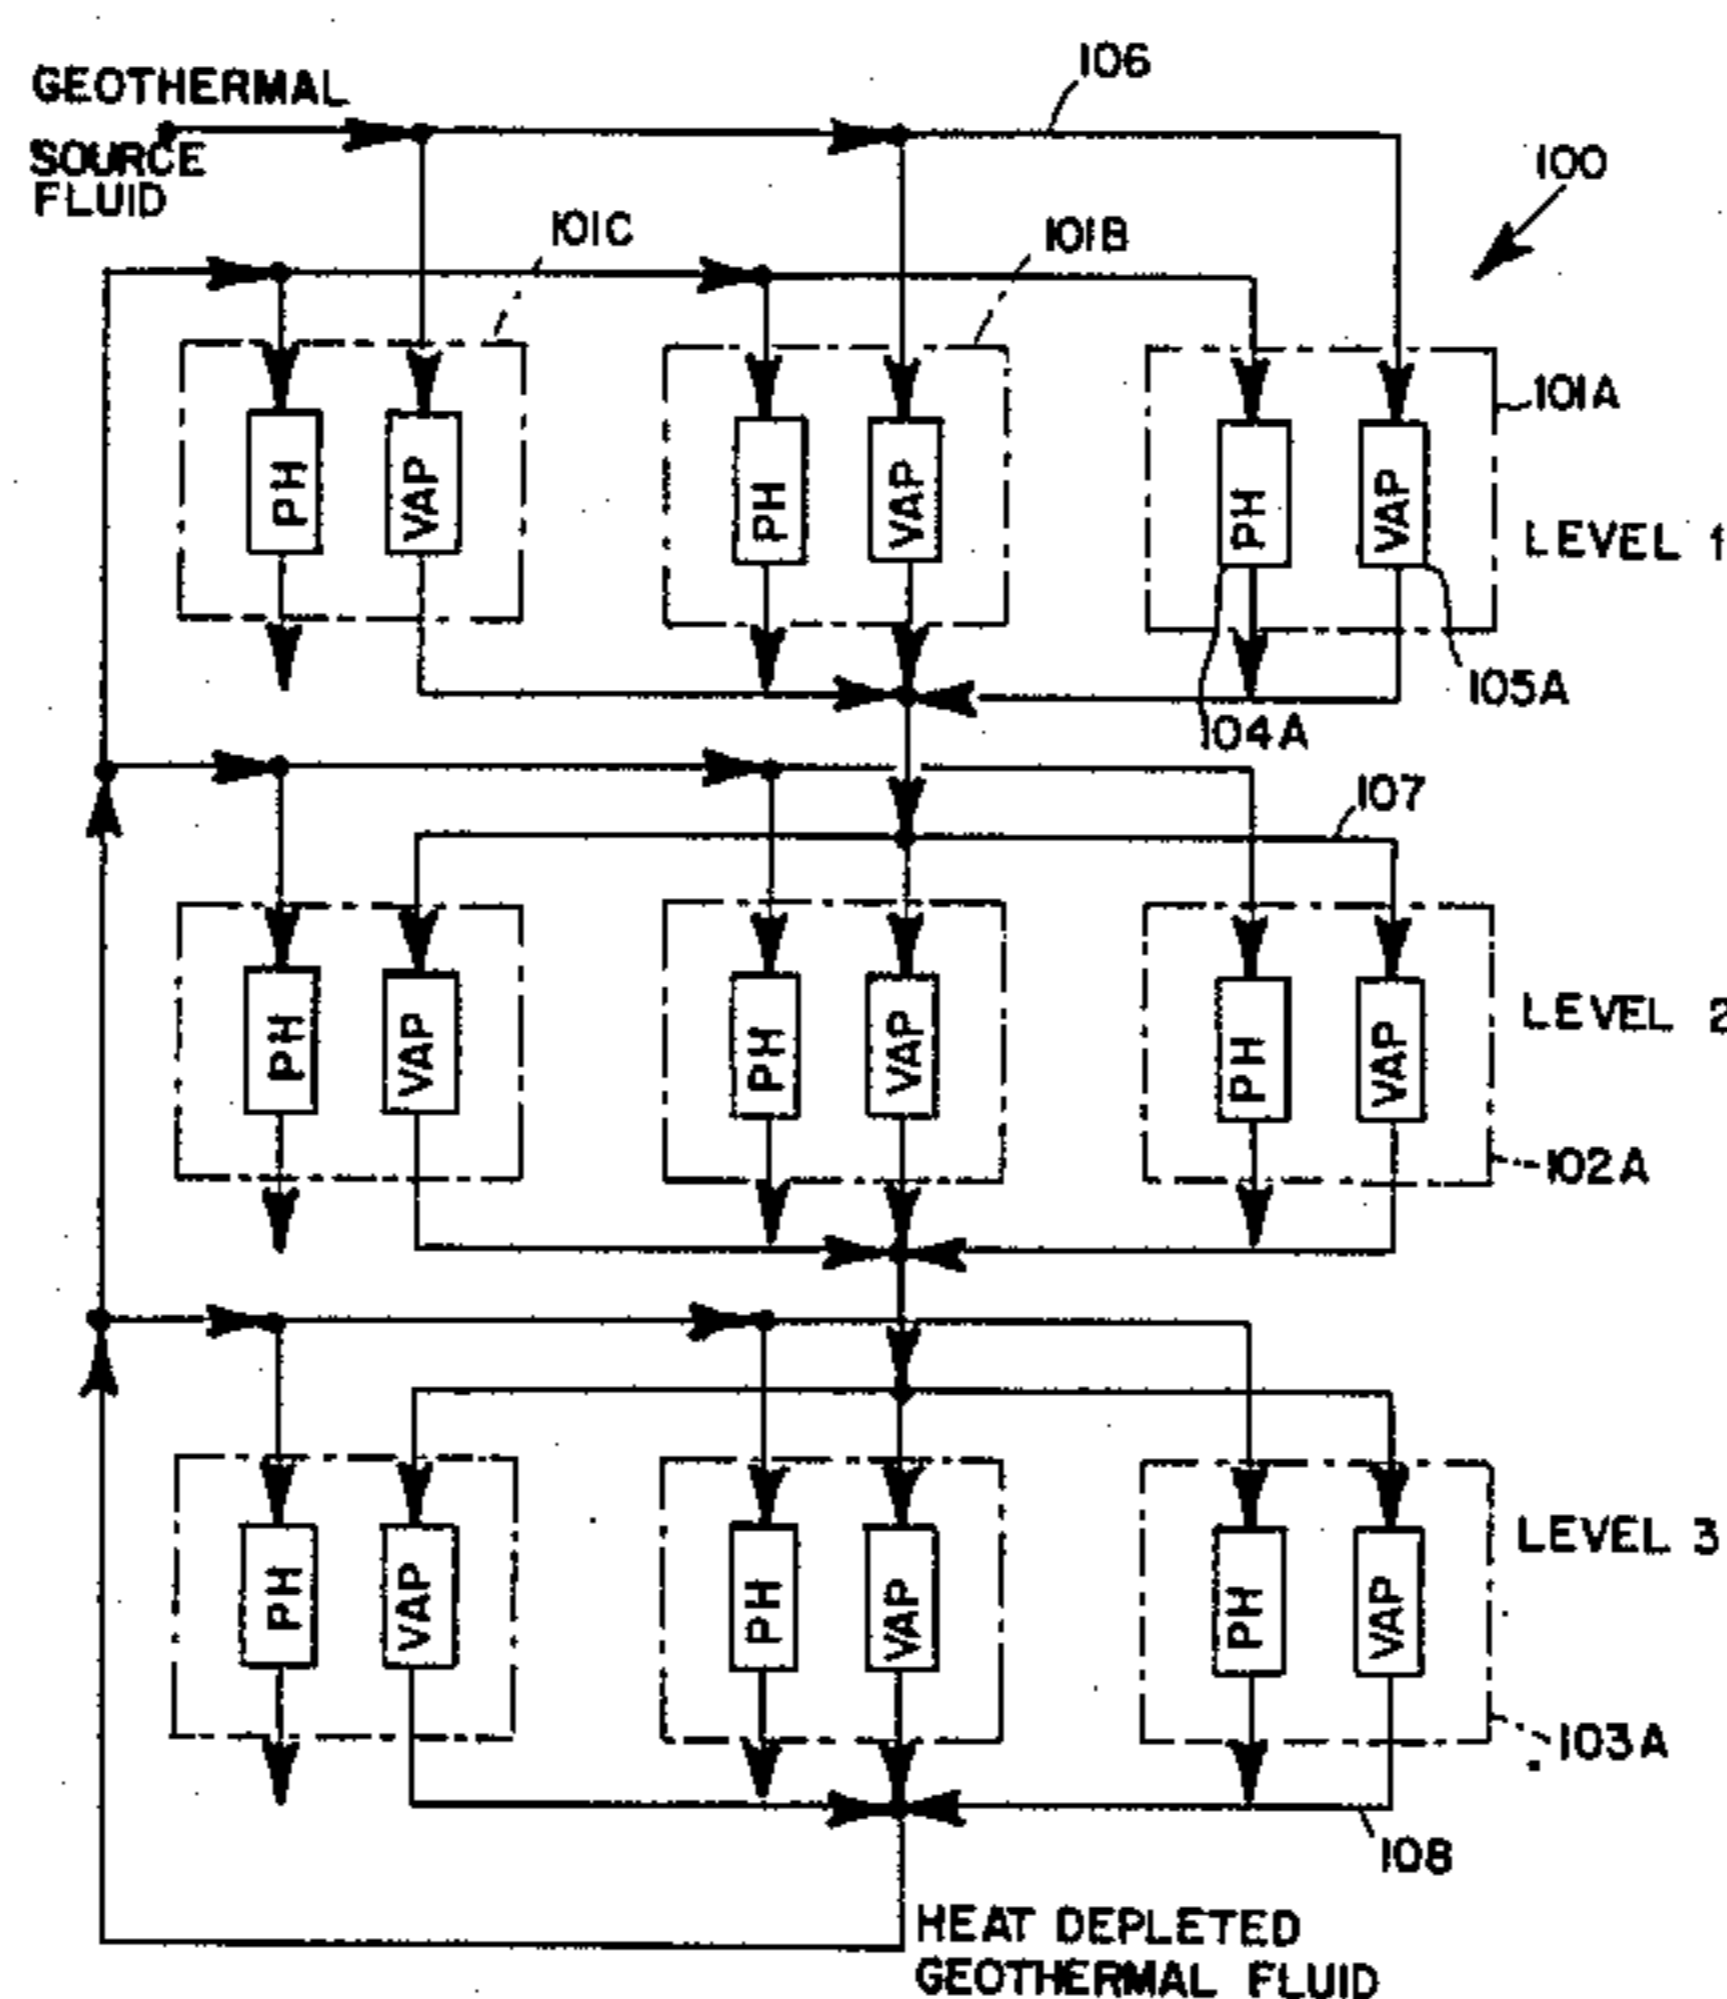 GEOTHERMAL
SOURCE
FLUID
106
100
101C
101B
101A
PH
VAP
PH
VAP
PH
VAP
LEVEL 1
105A
104A
107
PH
VAP
PH
VAP
PH
VAP
LEVEL 2
102A
PH
VAP
PH
VAP
PH
VAP
LEVEL 3
103A
108
HEAT DEPLETED
GEOTHERMAL FLUID